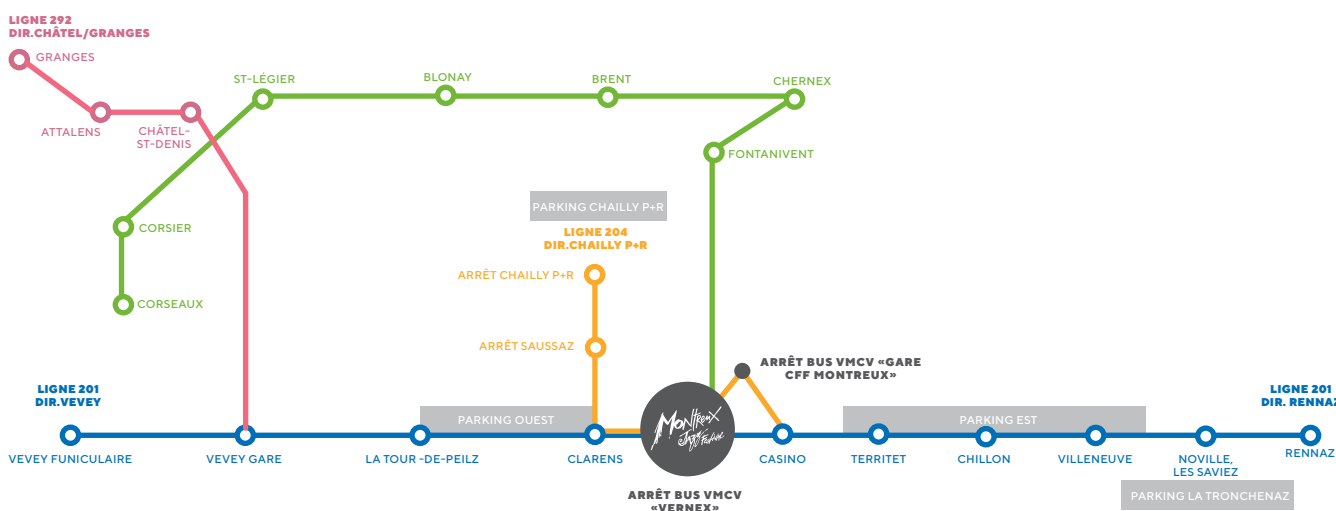 LIGNE 292
DIR.CHÂTEL/GRANGES
GRANGES
ATTALENS
CHÂTEL-
ST-DENIS
ST-LÉGIER
BLONAY
BRENT
CHERNEX
FONTANIVENT
CORSIER
CORSEAUX
PARKING CHAILLY P+R
LIGNE 204
DIR.CHAILLY P+R
ARRÊT CHAILLY P+R
ARRÊT SAUSSAZ
ARRÊT BUS VMCV «GARE
CFF MONTREUX»
LIGNE 201
DIR.VEVEY
LIGNE 201
DIR. RENNAZ
PARKING OUEST
PARKING EST
MONTREUX
Jazz Festival
VEVEY FUNICULAIRE
VEVEY GARE
LA TOUR -DE-PEILZ
CLARENS
CASINO
TERRITET
CHILLON
VILLENEUVE
NOVILLE,
LES SAVIEZ
RENNAZ
PARKING LA TRONCHENAZ
ARRÊT BUS VMCV
«VERNEX»